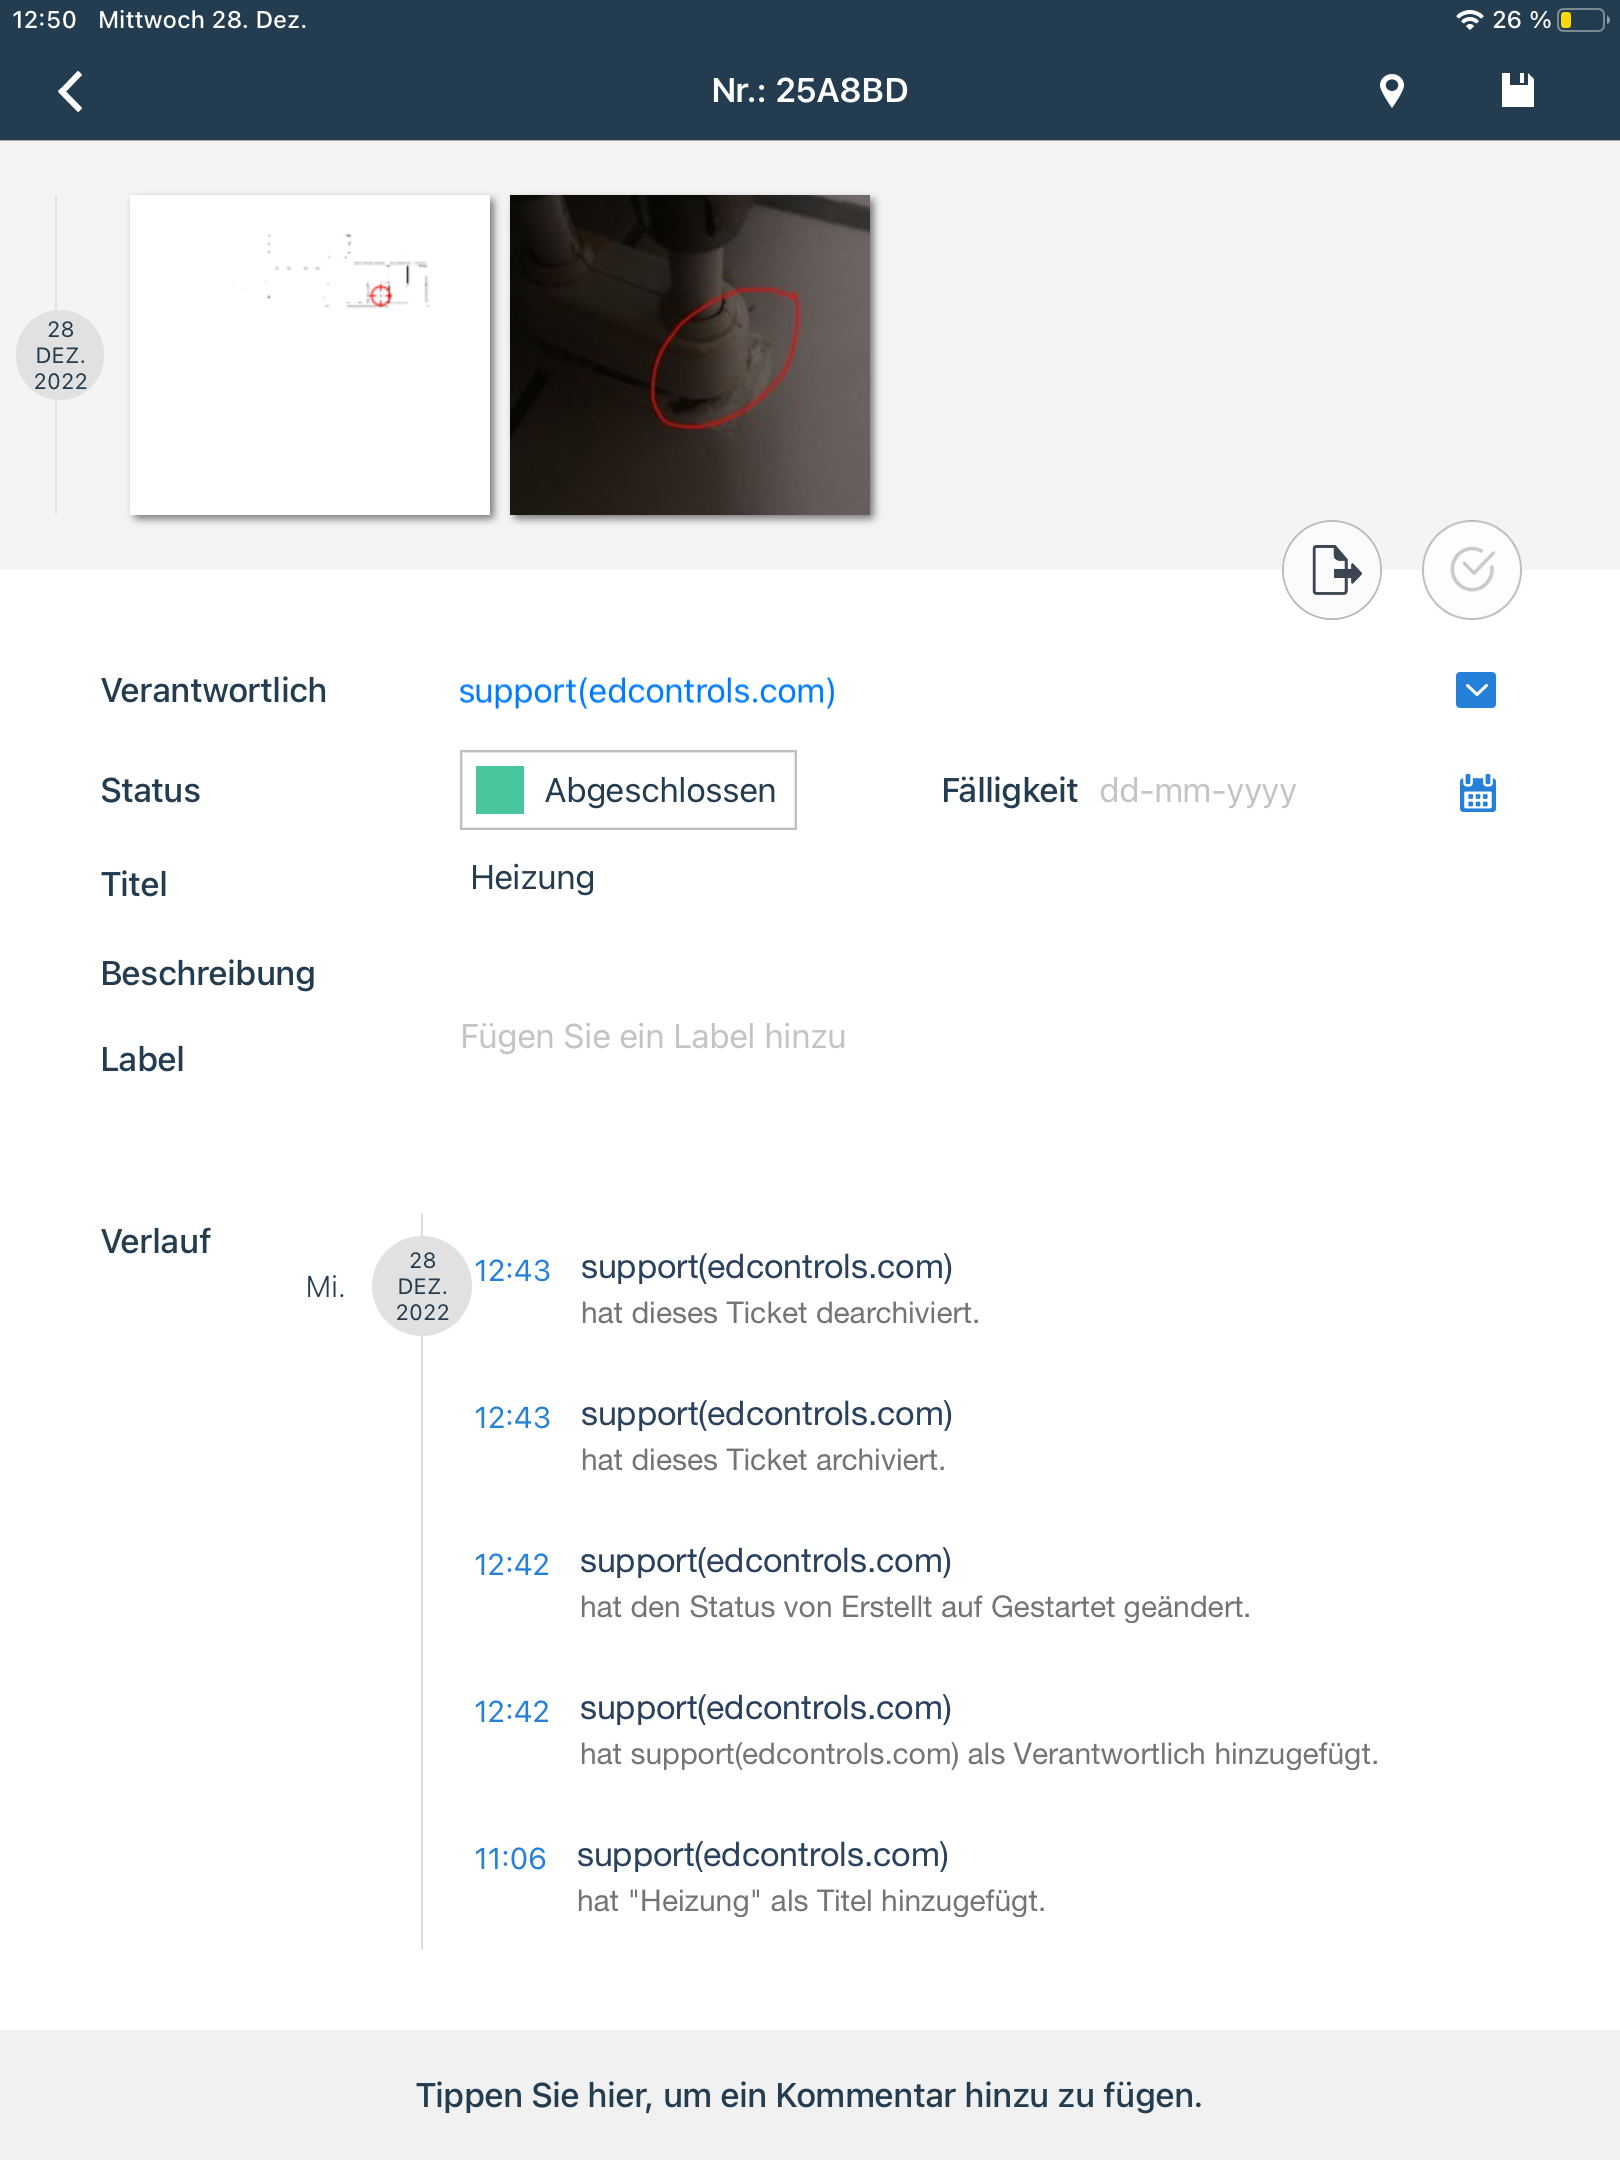 12:50 Mittwoch 28. Dez. 26 %
Nr.: 25A8BD
28
DEZ.
2022
Verantwortlich support(edcontrols.com)
Status Abgeschlossen Fälligkeit dd-mm-yyyy
Titel Heizung
Beschreibung
Label Fügen Sie ein Label hinzu
Verlauf
Mi. 28
DEZ.
2022
12:43 support(edcontrols.com)
hat dieses Ticket dearchiviert.
12:43 support(edcontrols.com)
hat dieses Ticket archiviert.
12:42 support(edcontrols.com)
hat den Status von Erstellt auf Gestartet geändert.
12:42 support(edcontrols.com)
hat support(edcontrols.com) als Verantwortlich hinzugefügt.
11:06 support(edcontrols.com)
hat "Heizung" als Titel hinzugefügt.
Tippen Sie hier, um ein Kommentar hinzu zu fügen.